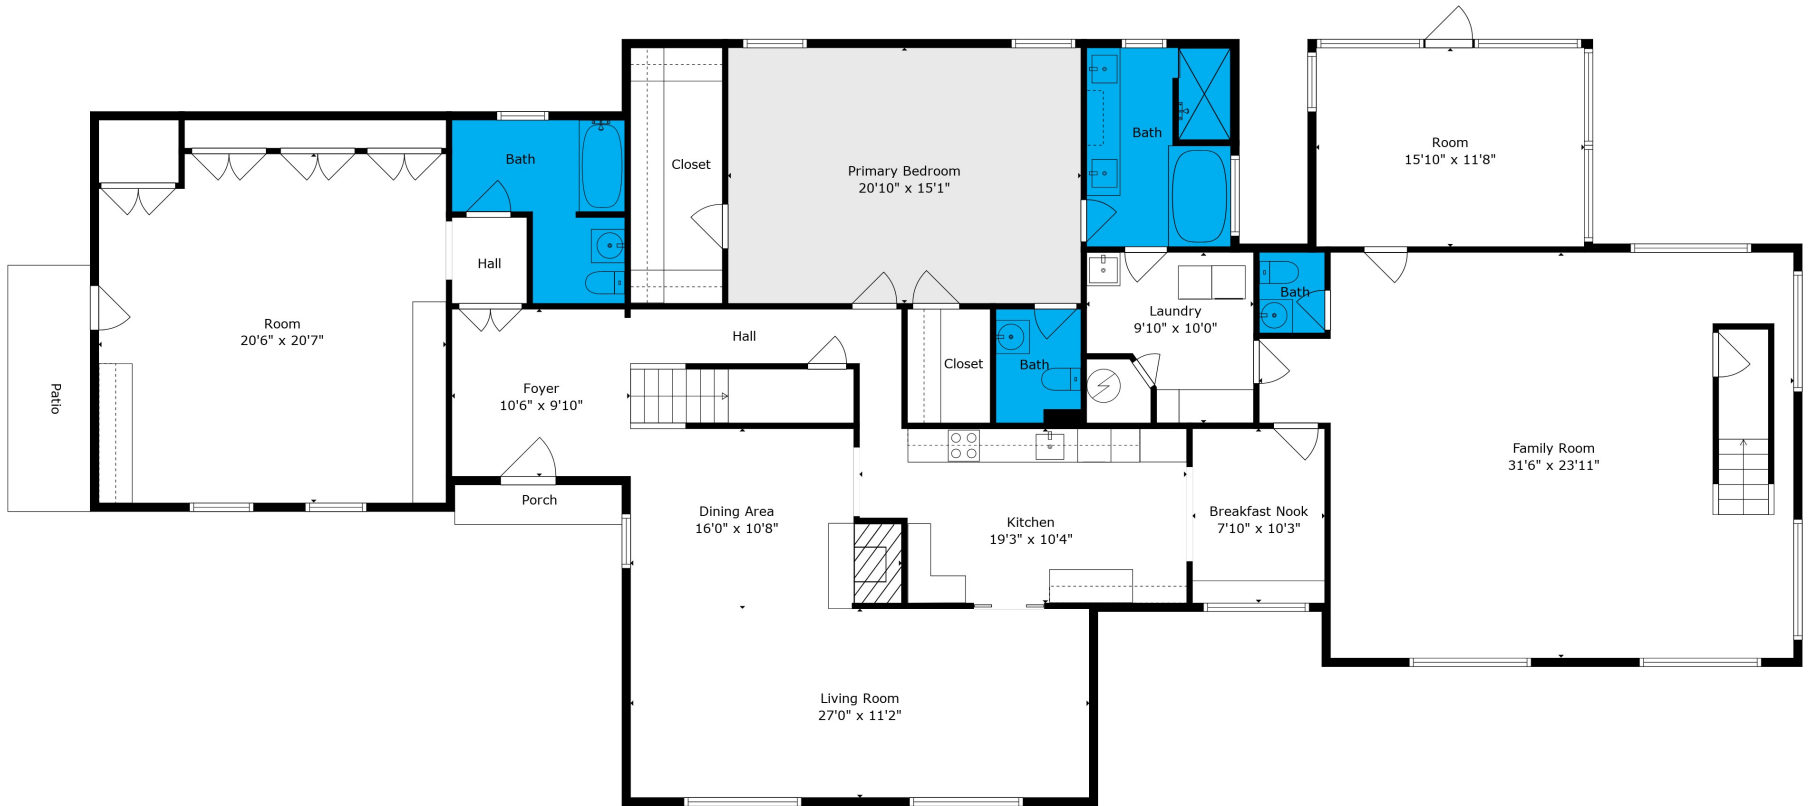 Bath
Closet
Primary Bedroom
20'10" x 15'1"
Bath
Room
15'10" x 11'8"
Hall
Room
20'6" x 20'7"
Patio
Foyer
10'6" x 9'10"
Hall
Closet
Bath
Laundry
9'10" x 10'0"
Bath
Porch
Dining Area
16'0" x 10'8"
Kitchen
19'3" x 10'4"
Breakfast Nook
7'10" x 10'3"
Family Room
31'6" x 23'11"
Living Room
27'0" x 11'2"